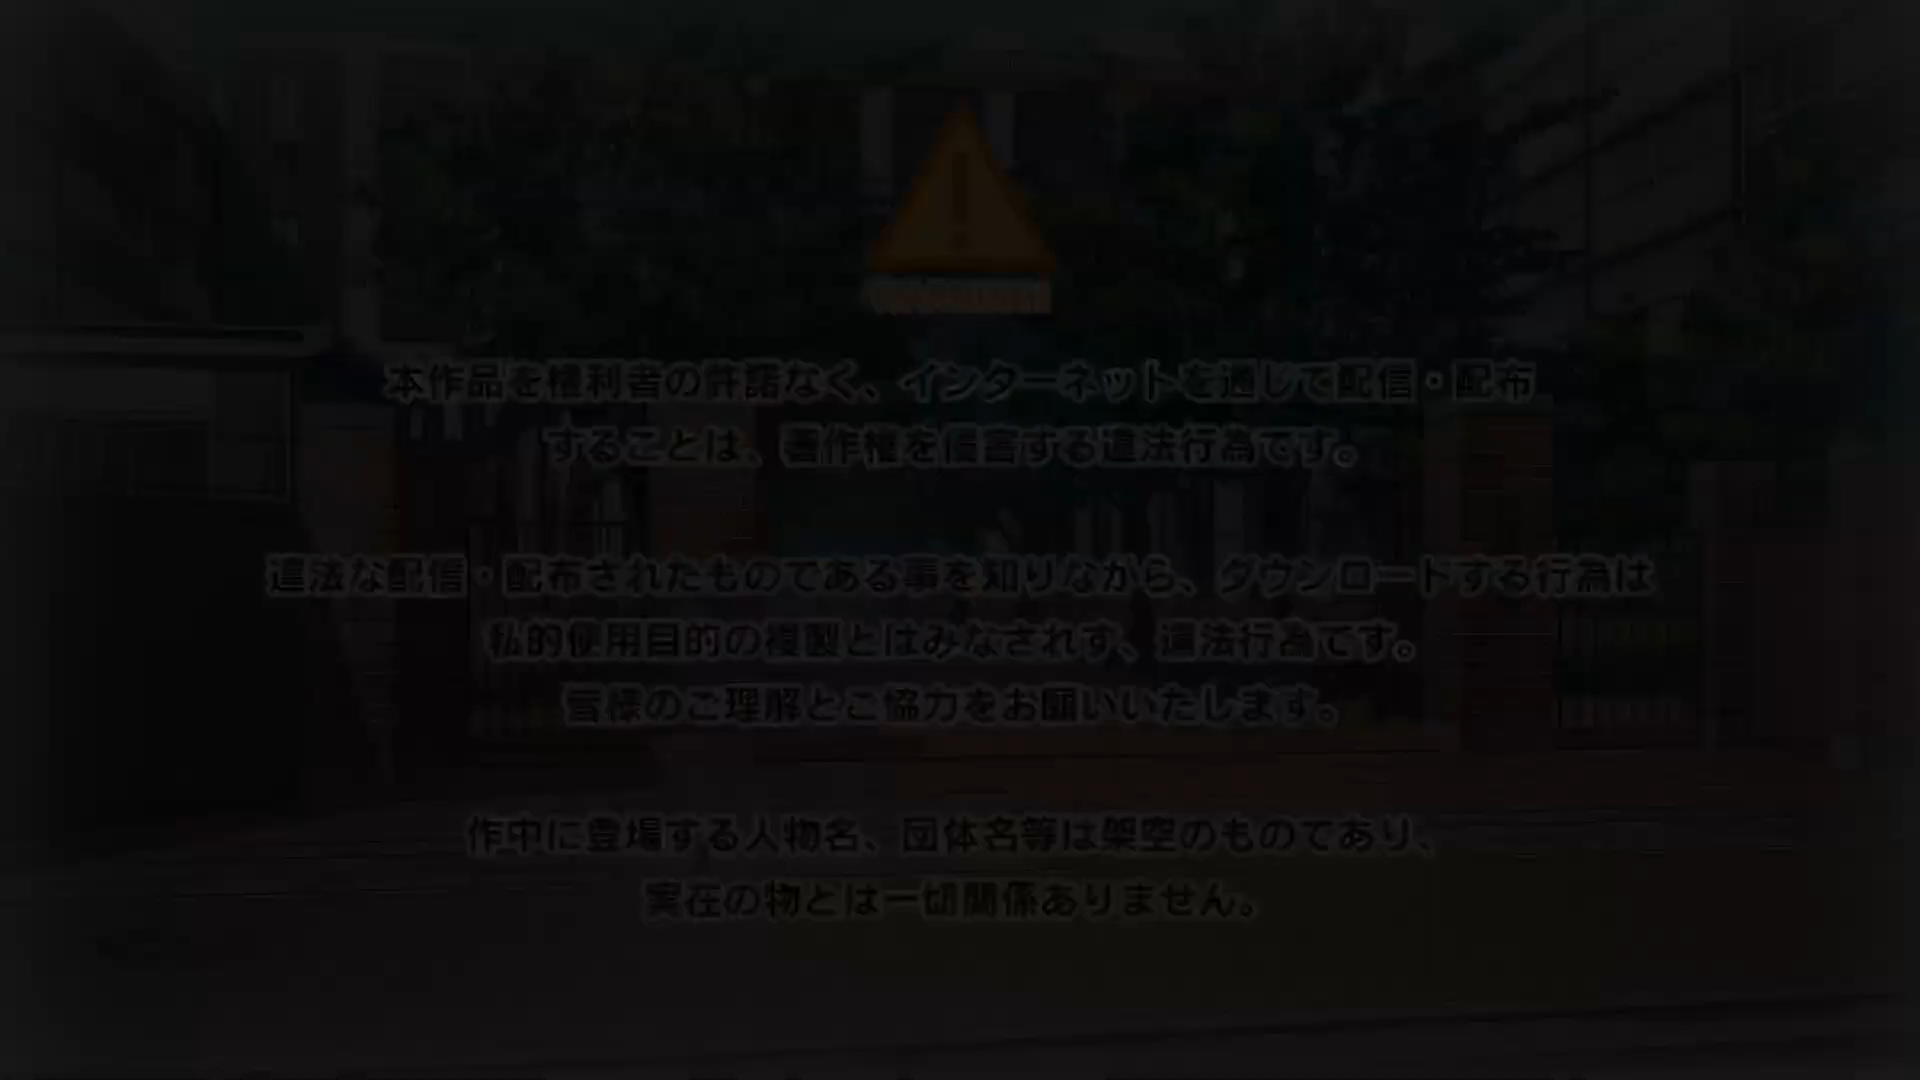 本作品を権利者の許諾なく、インターネットを通じて配信・配布
することは、著作権を侵害する違法行為です。
違法な配信・配布されたものである事を知りながら、ダウンロードする行為は
私的使用目的の複製とはみなされず、違法行為です。
皆様のご理解とご協力をお願いいたします。
作中に登場する人物名、団体名等は架空のものであり、
実在の物とは一切関係ありません。